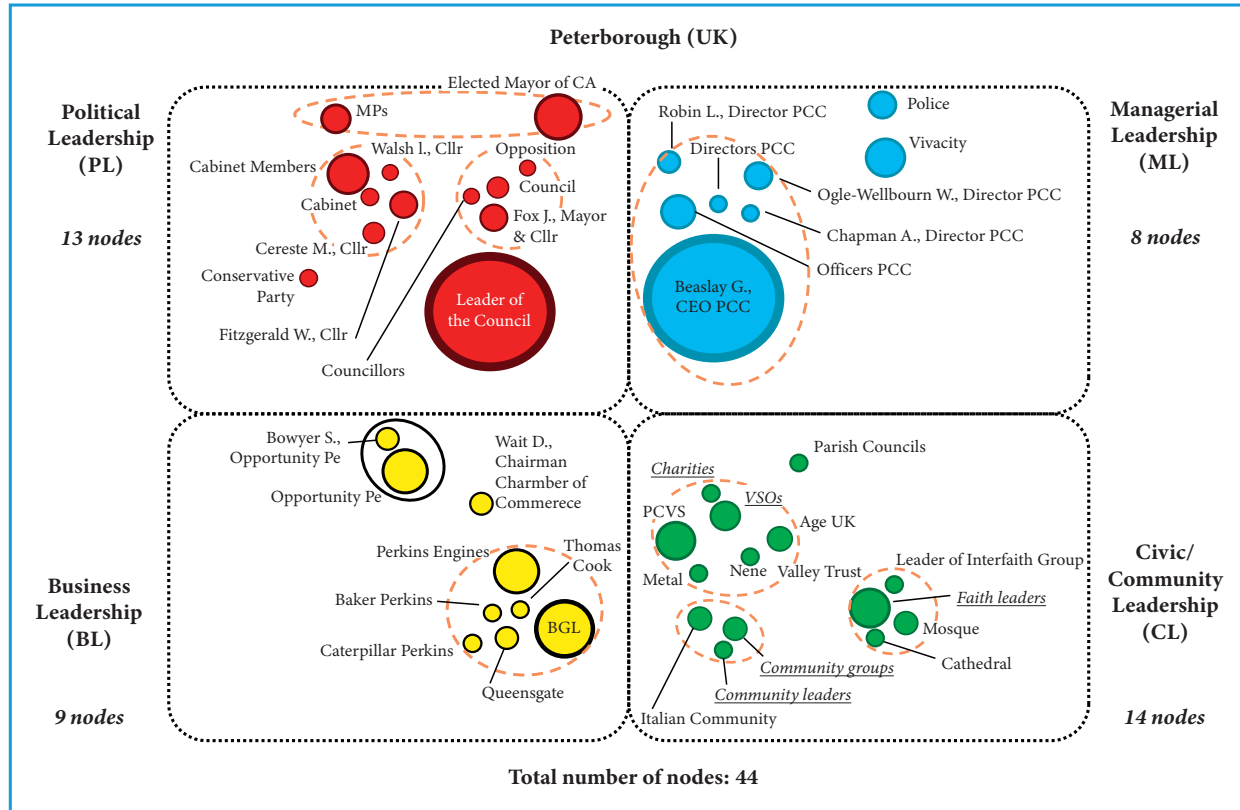 Peterborough (UK)
Political
Leadership
(PL)
13 nodes
Elected Mayor of CA
MPs
Walsh I., Cllr
Cabinet Members
Cabinet
Cereste M., Cllr
Conservative
Party
Fitzgerald W., Cllr
Opposition
Council
Fox J., Mayor
& Cllr
Councillors
Leader of
the Council
Managerial
Leadership
(ML)
8 nodes
Robin L., Director PCC
Police
Directors PCC
Vivacity
Ogle-Wellbourn W., Director PCC
Chapman A., Director PCC
Officers PCC
Beaslay G.,
CEO PCC
Business
Leadership
(BL)
9 nodes
Bowyer S.,
Opportunity Pe
Opportunity Pe
Wait D.,
Chairman
Charmber of
Commerece
Perkins Engines
Thomas
Cook
Baker Perkins
BGL
Caterpillar Perkins
Queensgate
Civic/
Community
Leadership
(CL)
14 nodes
Parish Councils
Charities
VSOs
PCVS
Age UK
Metal
Nene Valley Trust
Leader of Interfaith Group
Faith leaders
Mosque
Cathedral
Community groups
Community leaders
Italian Community
Total number of nodes: 44